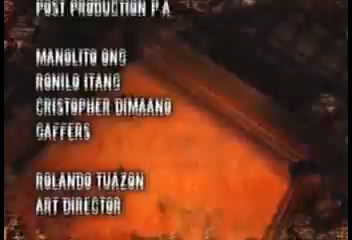 POST PRODUCTION P.A
MANOLITO ONG
RONILO ITANG
CRISTOPHER DIMAANO
GAFFERS
ROLANDO TUAZON
ART DIRECTOR